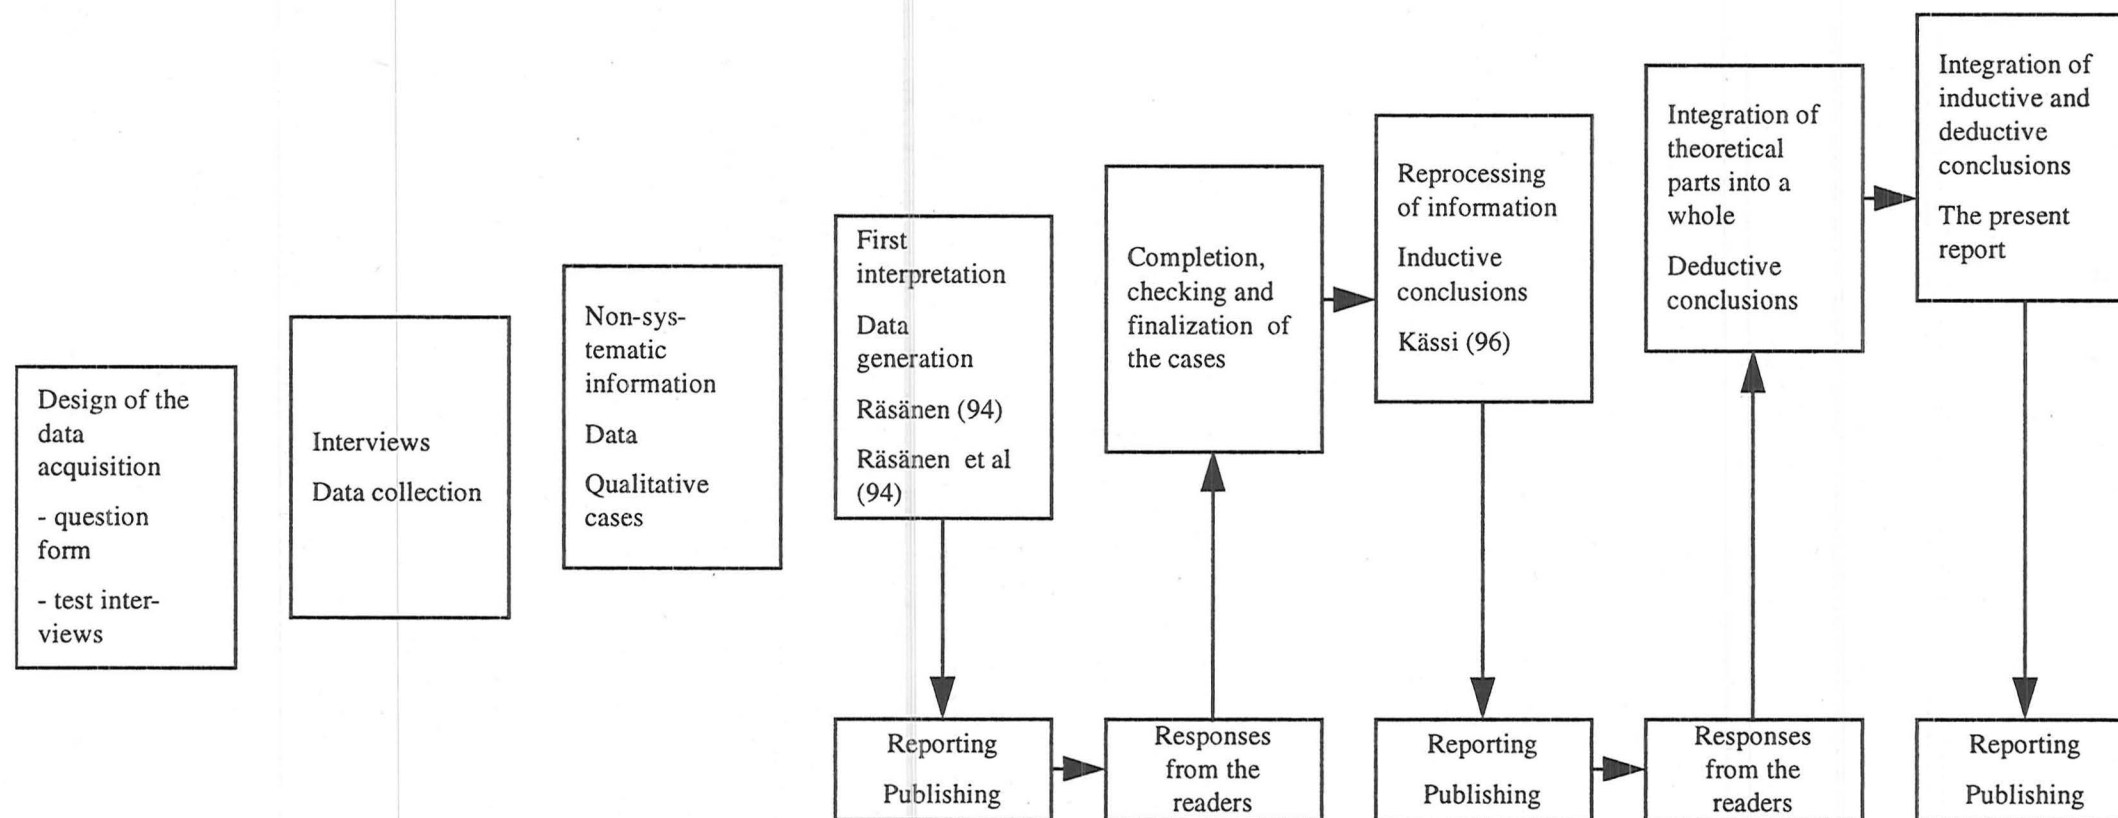 Design of the
data
acquisition
- question
form
- test inter-
views
Interviews
Data collection
Non-sys-
tematic
information
Data
Qualitative
cases
First
interpretation
Data
generation
Räsänen (94)
Räsänen et al
(94)
Completion,
checking and
finalization of
the cases
Reprocessing
of information
Inductive
conclusions
Kässi (96)
Integration of
theoretical
parts into a
whole
Deductive
conclusions
Integration of
inductive and
deductive
conclusions
The present
report
Reporting
Publishing
Responses
from the
readers
Reporting
Publishing
Responses
from the
readers
Reporting
Publishing